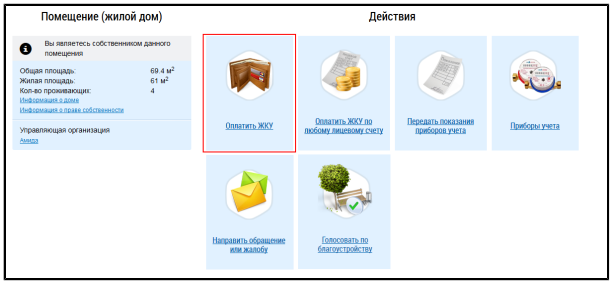 Помещение (жилой дом)
Действия
Вы являетесь собственником данного
помещения
Общая площадь: 69.4 м²
Жилая площадь: 61 м²
Кол-во проживающих: 4
Информация о доме
Информация о праве собственности
Управляющая организация
Амида
Оплатить ЖКУ
Оплатить ЖКУ по
любому лицевому счету
Передать показания
приборов учета
Приборы учета
Направить обращение
или жалобу
Голосовать по
благоустройству